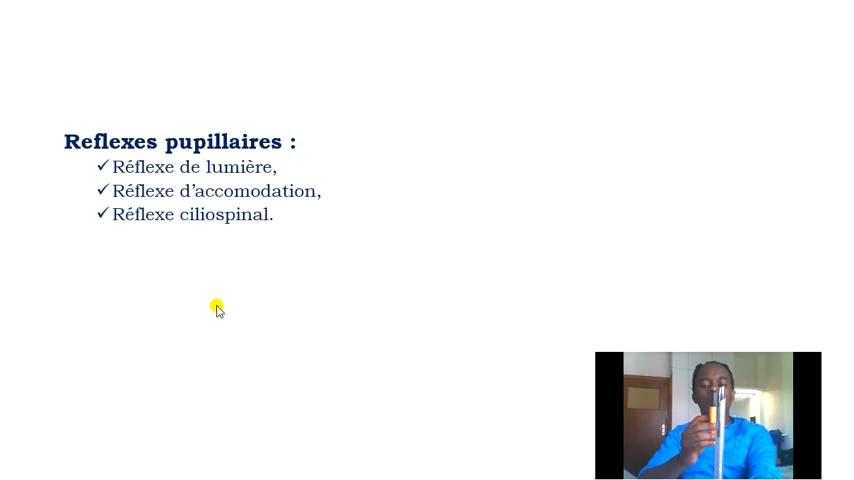 Reflexes pupillaires :
✓Réflexe de lumière,
✓Réflexe d’accomodation,
✓Réflexe ciliospinal.